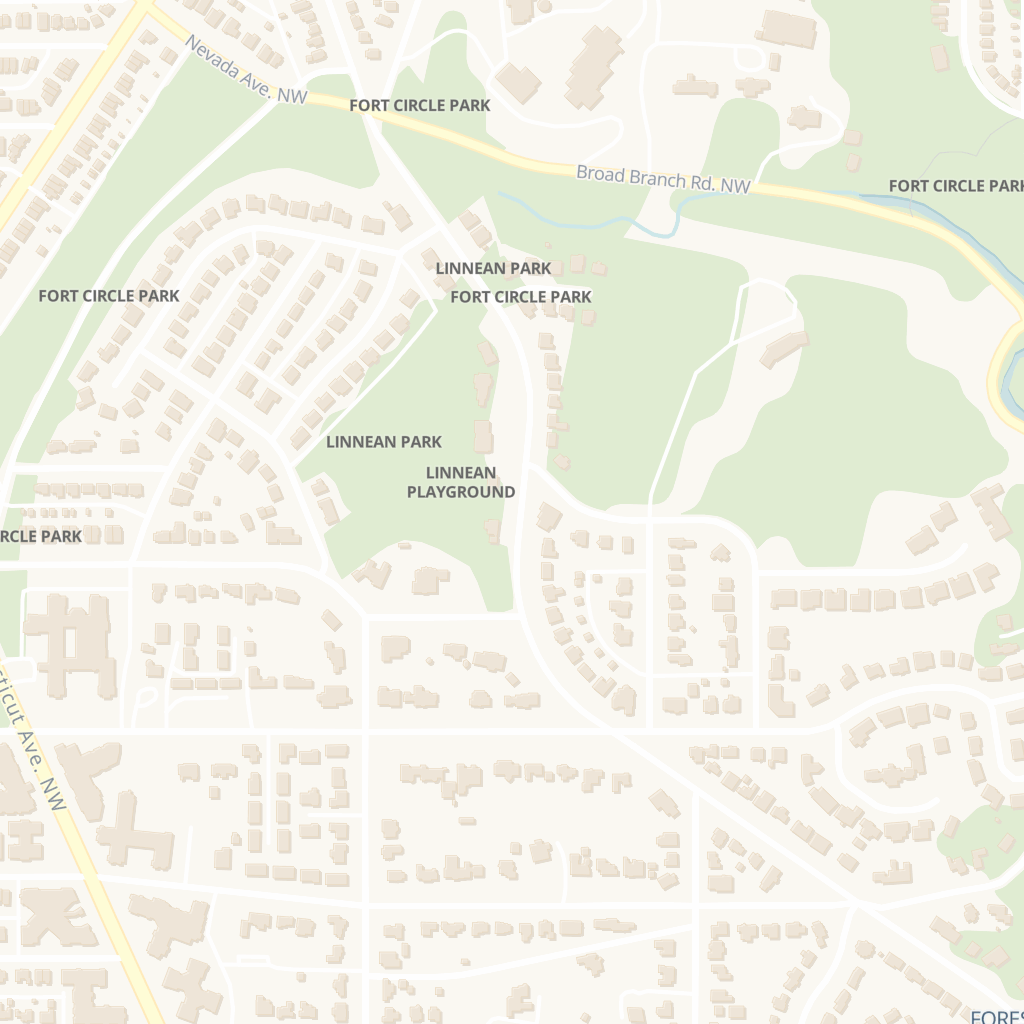 Nevada Ave. NW
FORT CIRCLE PARK
Broad Branch Rd. NW
FORT CIRCLE PARK
LINNEAN PARK
FORT CIRCLE PARK
FORT CIRCLE PARK
LINNEAN PARK
LINNEAN
PLAYGROUND
RCLE PARK
cticut Ave. NW
FORES